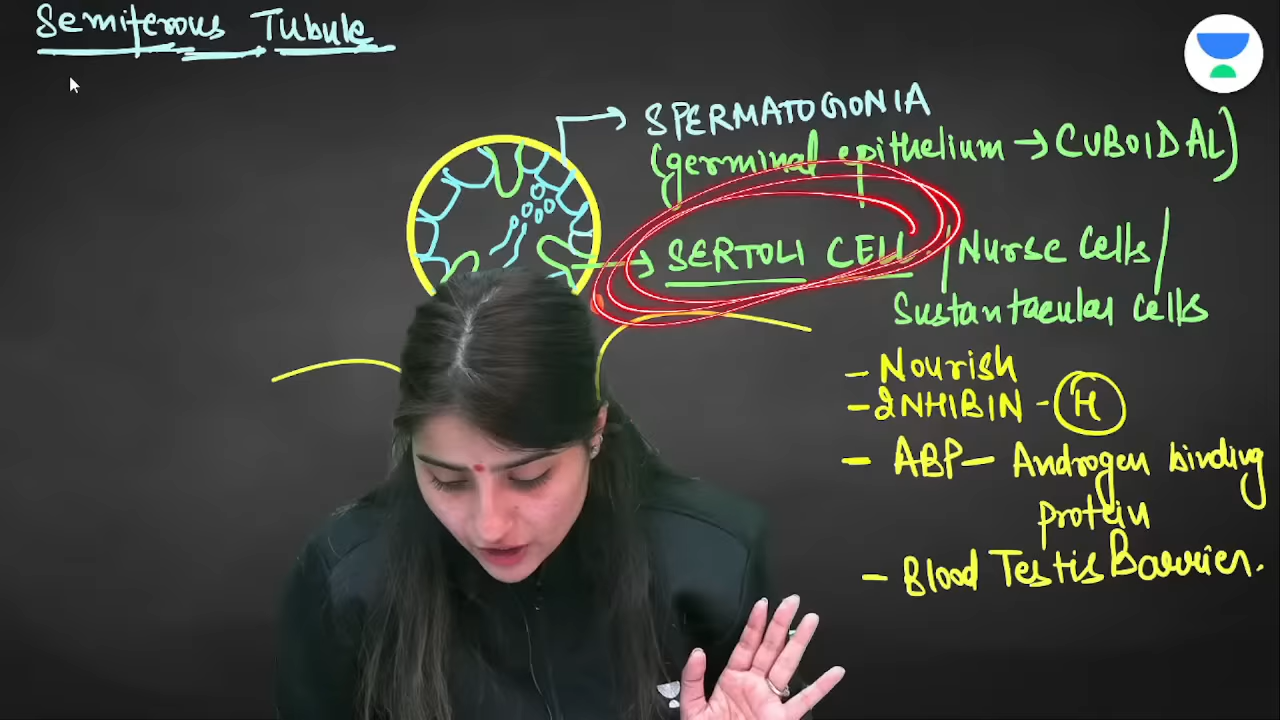 Semiferous Tubule
SPERMATOGONIA
(germinal epithelium → CUBOIDAL)
→ SERTOLI CELL / Nurse cells /
Sustantacular cells
- Nourish
- INHIBIN - (H)
- ABP - Androgen binding
protein
- Blood Testis Barrier.